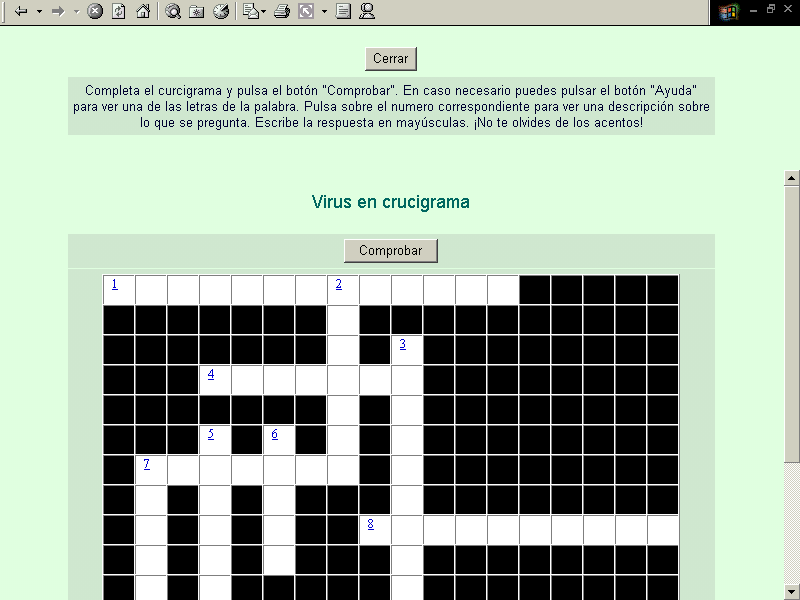 Cerrar
Completa el curcigrama y pulsa el botón "Comprobar". En caso necesario puedes pulsar el botón "Ayuda"
para ver una de las letras de la palabra. Pulsa sobre el numero correspondiente para ver una descripción sobre
lo que se pregunta. Escribe la respuesta en mayúsculas. ¡No te olvides de los acentos!
Virus en crucigrama
Comprobar
1 2
3
4
5 6
7
8